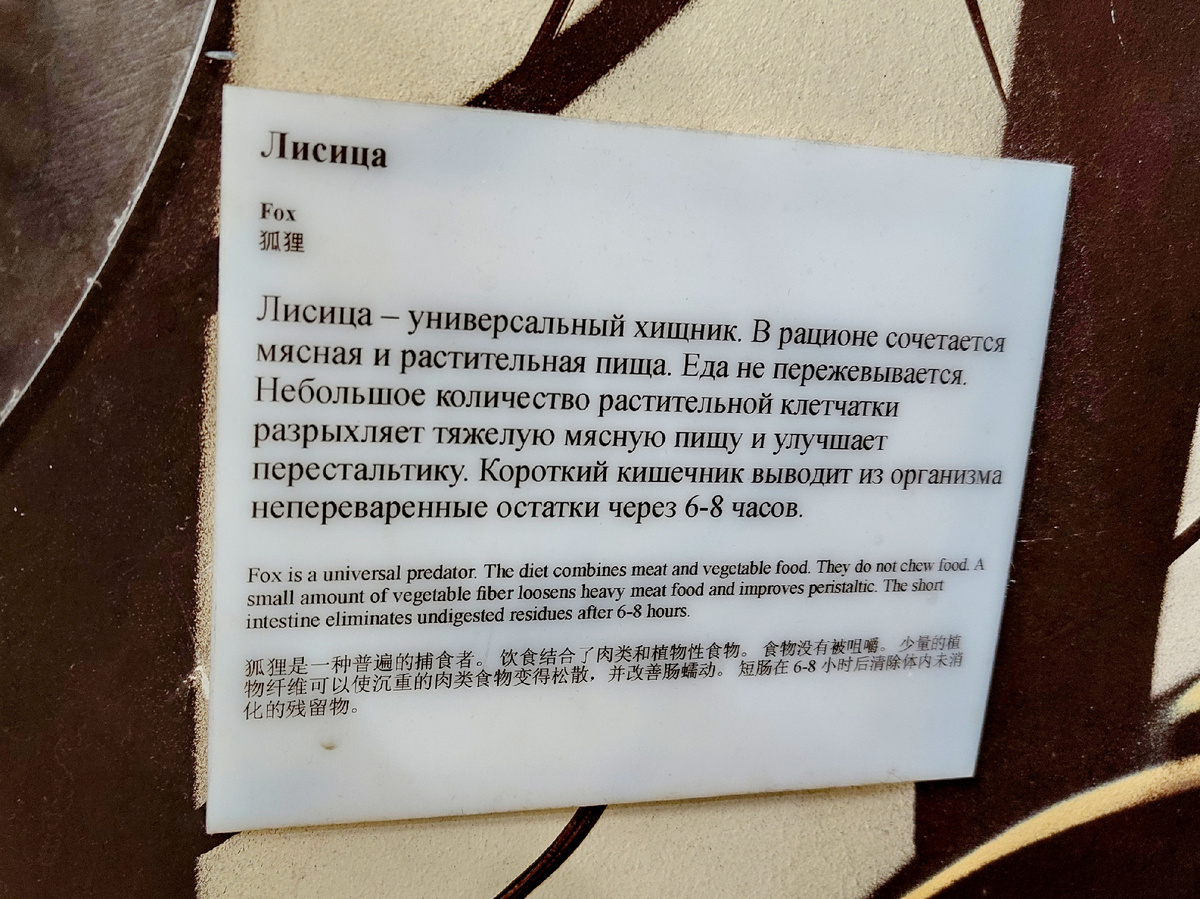 Лисица
Fox
狐狸
Лисица – универсальный хищник. В рационе сочетается
мясная и растительная пища. Еда не пережевывается.
Небольшое количество растительной клетчатки
разрыхляет тяжелую мясную пищу и улучшает
перестальтику. Короткий кишечник выводит из организма
непереваренные остатки через 6-8 часов.
Fox is a universal predator. The diet combines meat and vegetable food. They do not chew food. A
small amount of vegetable fiber loosens heavy meat food and improves peristaltic. The short
intestine eliminates undigested residues after 6-8 hours.
狐狸是一种普遍的捕食者。 饮食结合了肉类和植物性食物。 食物没有被咀嚼。 少量的植
物纤维可以使沉重的肉类食物变得松散，并改善肠蠕动。 短肠在 6-8 小时后清除体内未消
化的残留物。